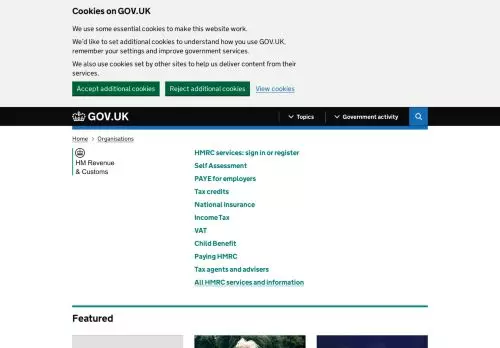 Cookies on GOV.UK
We use some essential cookies to make this website work.
We'd like to set additional cookies to understand how you use GOV.UK,
remember your settings and improve government services.
We also use cookies set by other sites to help us deliver content from their
services.
Accept additional cookies Reject additional cookies View cookies
GOV.UK Topics Government activity
Home Organisations
HM Revenue
& Customs
HMRC services: sign in or register
Self Assessment
PAYE for employers
Tax credits
National Insurance
Income Tax
VAT
Child Benefit
Paying HMRC
Tax agents and advisers
All HMRC services and information
Featured